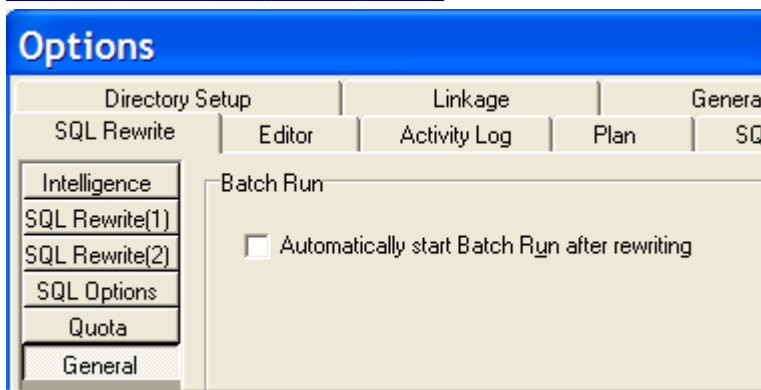 Options
Directory Setup Linkage Genera
SQL Rewrite Editor Activity Log Plan SQ
Intelligence Batch Run
SQL Rewrite(1)
SQL Rewrite(2) Automatically start Batch Run after rewriting
SQL Options
Quota
General